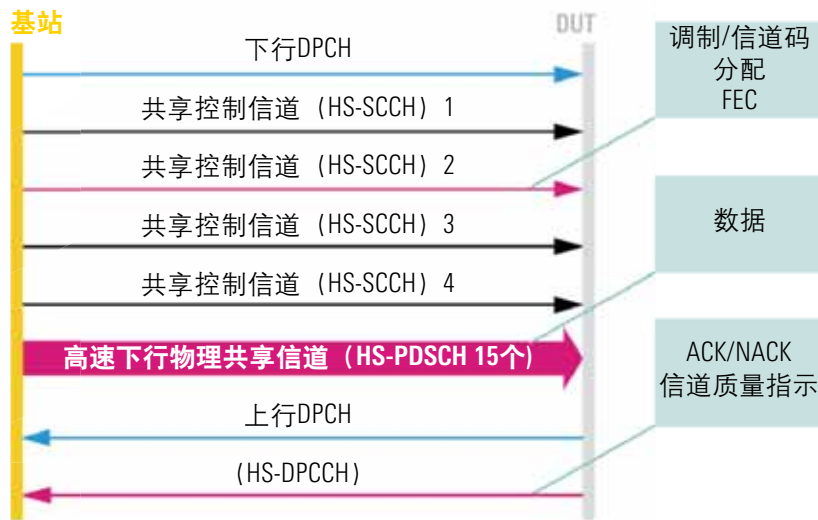 基站
DUT
下行DPCH
调制/信道码
分配
FEC
共享控制信道（HS-SCCH）1
共享控制信道（HS-SCCH）2
共享控制信道（HS-SCCH）3
数据
共享控制信道（HS-SCCH）4
高速下行物理共享信道（HS-PDSCH 15个)
ACK/NACK
信道质量指示
上行DPCH
(HS-DPCCH)